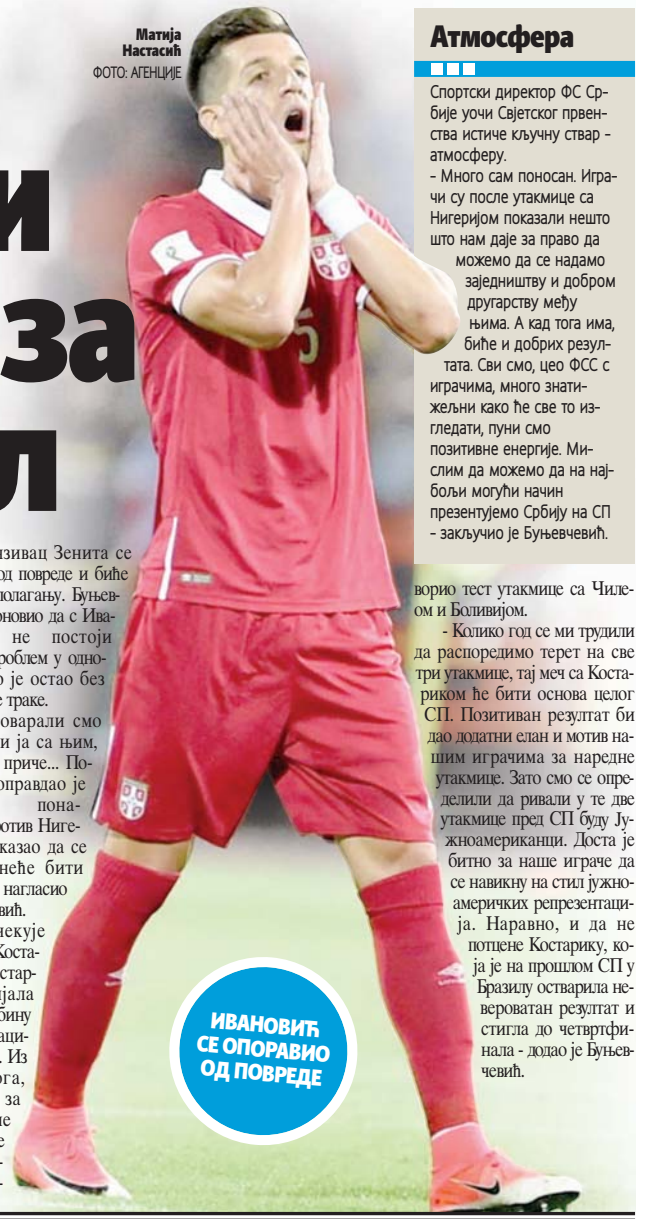 Матија
Настасић
ФОТО: АГЕНЦИЈЕ
и
за
л
Атмосфера
Спортски директор ФС Ср-
бије уочи Свјетског првен-
ства истиче кључну ствар -
атмосферу.
- Много сам поносан. Игра-
чи су после утакмице са
Нигеријом показали нешто
што нам даје за право да
можемо да се надамо
заједништву и добром
другарству међу
њима. А кад тога има,
биће и добрих резул-
тата. Сви смо, цео ФСС с
играчима, много знати-
жељни како ће све то из-
гледати, пуни смо
позитивне енергије. Ми-
слим да можемо да на нај-
бољи могући начин
презентујемо Србију на СП
- закључио је Буњевчевић.
зивац Зенита се
од повреде и биће
полагању. Буњев-
оновио да с Ива-
не постоји
роблем у одно-
о је остао без
е траке.
оварали смо
и ја са њим,
приче... По-
оправдао је
пона-
ротив Ниге-
казао да се
неће бити
нагласио
вић.
чекује
Коста-
стар-
јала
бину
аци-
. Из
ога,
за
не
е
-
-
5
ворио тест утакмице са Чиле-
ом и Боливијом.
- Колико год се ми трудили
да распоредимо терет на све
три утакмице, тај меч са Коста-
риком ће бити основа целог
СП. Позитиван резултат би
дао додатни елан и мотив на-
шим играчима за наредне
утакмице. Зато смо се опре-
делили да ривали у те две
утакмице пред СП буду Ју-
жноамериканци. Доста је
битно за наше играче да
се навикну на стил јужно-
америчких репрезентаци-
ја. Наравно, и да не
потцене Костарику, ко-
ја је на прошлом СП у
Бразилу остварила не-
вероватан резултат и
стигла до четвртфи-
нала - додао је Буњев-
чевић.
ИВАНОВИЋ
СЕ ОПОРАВИО
ОД ПОВРЕДЕ